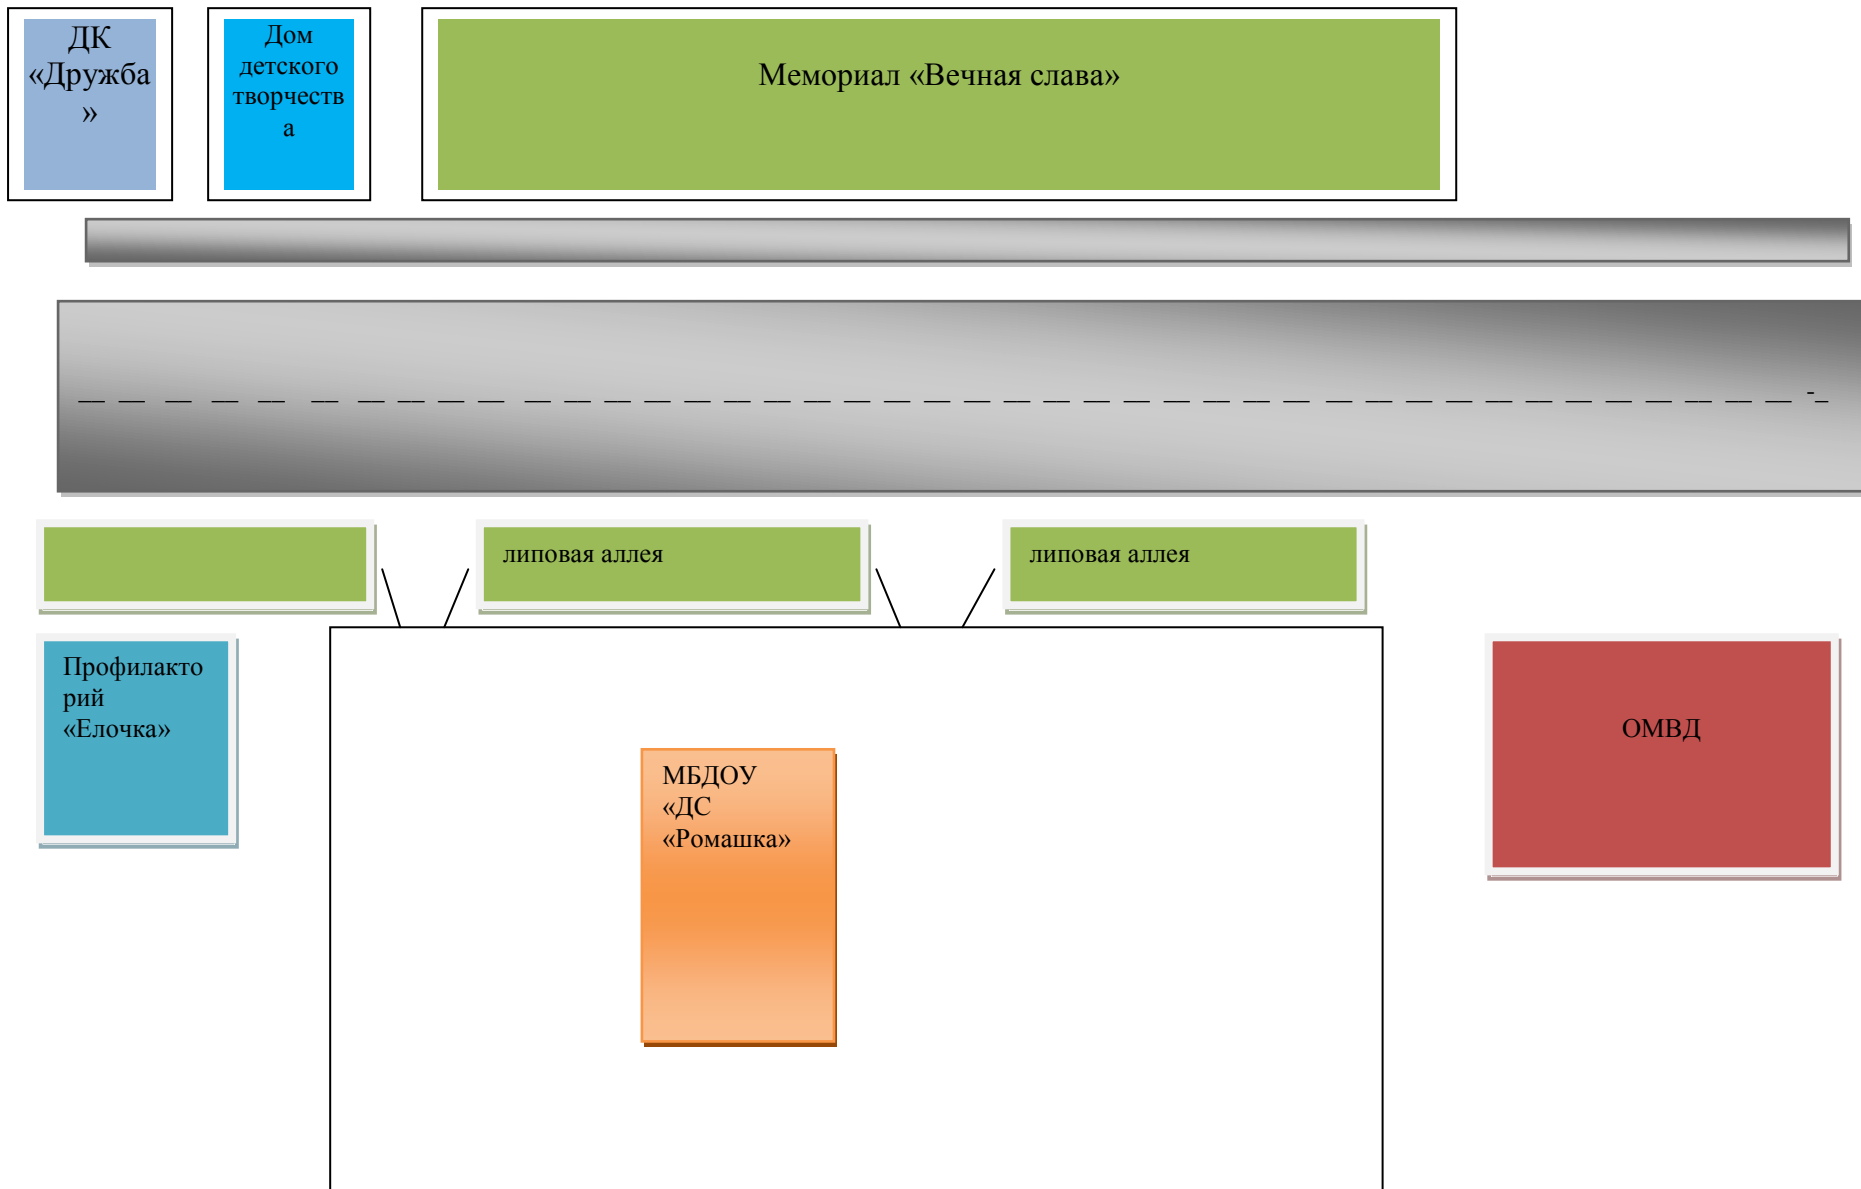 ДК
«Дружба
»
Дом
детского
творчеств
а
Мемориал «Вечная слава»
липовая аллея
липовая аллея
Профилакто
рий
«Елочка»
МБДОУ
«ДС
«Ромашка»
ОМВД